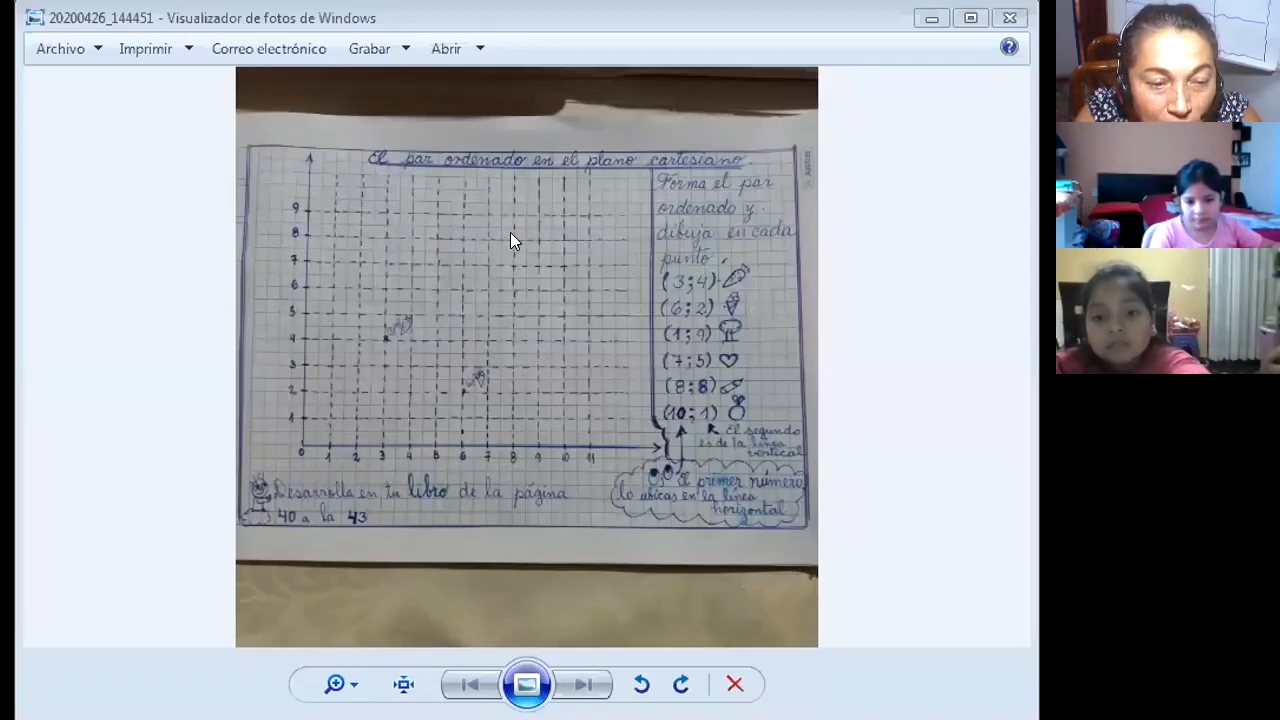 20200426_144451 - Visualizador de fotos de Windows
Archivo Imprimir Correo electrónico Grabar Abrir
El par ordenado en el plano cartesiano
Forma el par
ordenado y
dibuja en cada
punto.
(3;4)
(6;2)
(1;9)
(7;5)
(8;8)
(10;1)
El segundo
es de la línea
vertical
El primer número
lo ubicas en la línea
horizontal
9
8
7
6
5
4
3
2
1
0 1 2 3 4 5 6 7 8 9 10 11
Desarrolla en tu libro de la página
40 a la 43